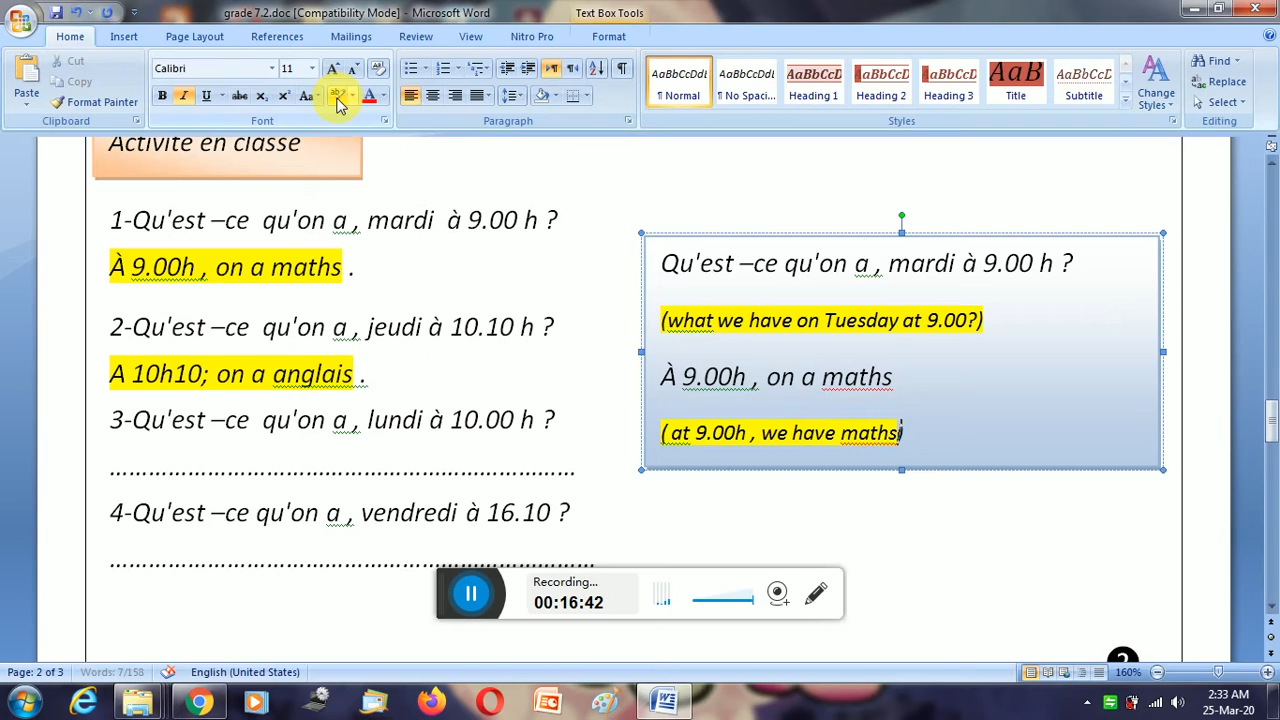 grade 7.2.doc [Compatibility Mode] - Microsoft Word
Text Box Tools
Home Insert Page Layout References Mailings Review View Nitro Pro Format
Paste
Cut
Copy
Format Painter
Clipboard
Calibri 11
Font
Paragraph
AaBbCcDdI AaBbCcDdI AaBbCcD AaBbCcD AaBbCcD AaB AaBbCcDd
¶ Normal ¶ No Spaci... Heading 1 Heading 2 Heading 3 Title Subtitle
Change Styles
Styles
Find
Replace
Select
Editing
Activité en classe
1-Qu'est –ce qu'on a , mardi à 9.00 h ?
À 9.00h , on a maths .
2-Qu'est –ce qu'on a , jeudi à 10.10 h ?
A 10h10; on a anglais .
3-Qu'est –ce qu'on a , lundi à 10.00 h ?
4-Qu'est –ce qu'on a , vendredi à 16.10 ?
Qu'est –ce qu'on a , mardi à 9.00 h ?
(what we have on Tuesday at 9.00?)
À 9.00h , on a maths
( at 9.00h , we have maths)
Recording...
00:16:42
2
Page: 2 of 3 Words: 7/158 English (United States) 160%
2:33 AM
25-Mar-20